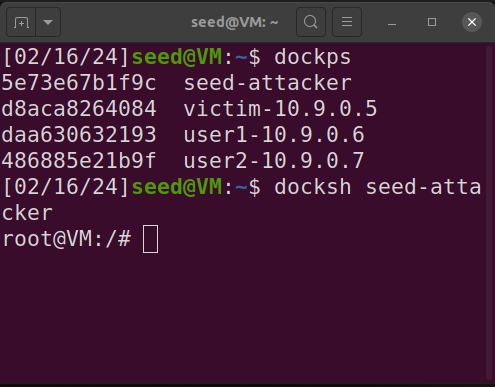 seed@VM: ~
[02/16/24]seed@VM:~$ dockps
5e73e67b1f9c  seed-attacker
d8aca8264084  victim-10.9.0.5
daa630632193  user1-10.9.0.6
486885e21b9f  user2-10.9.0.7
[02/16/24]seed@VM:~$ docksh seed-atta
cker
root@VM:/#